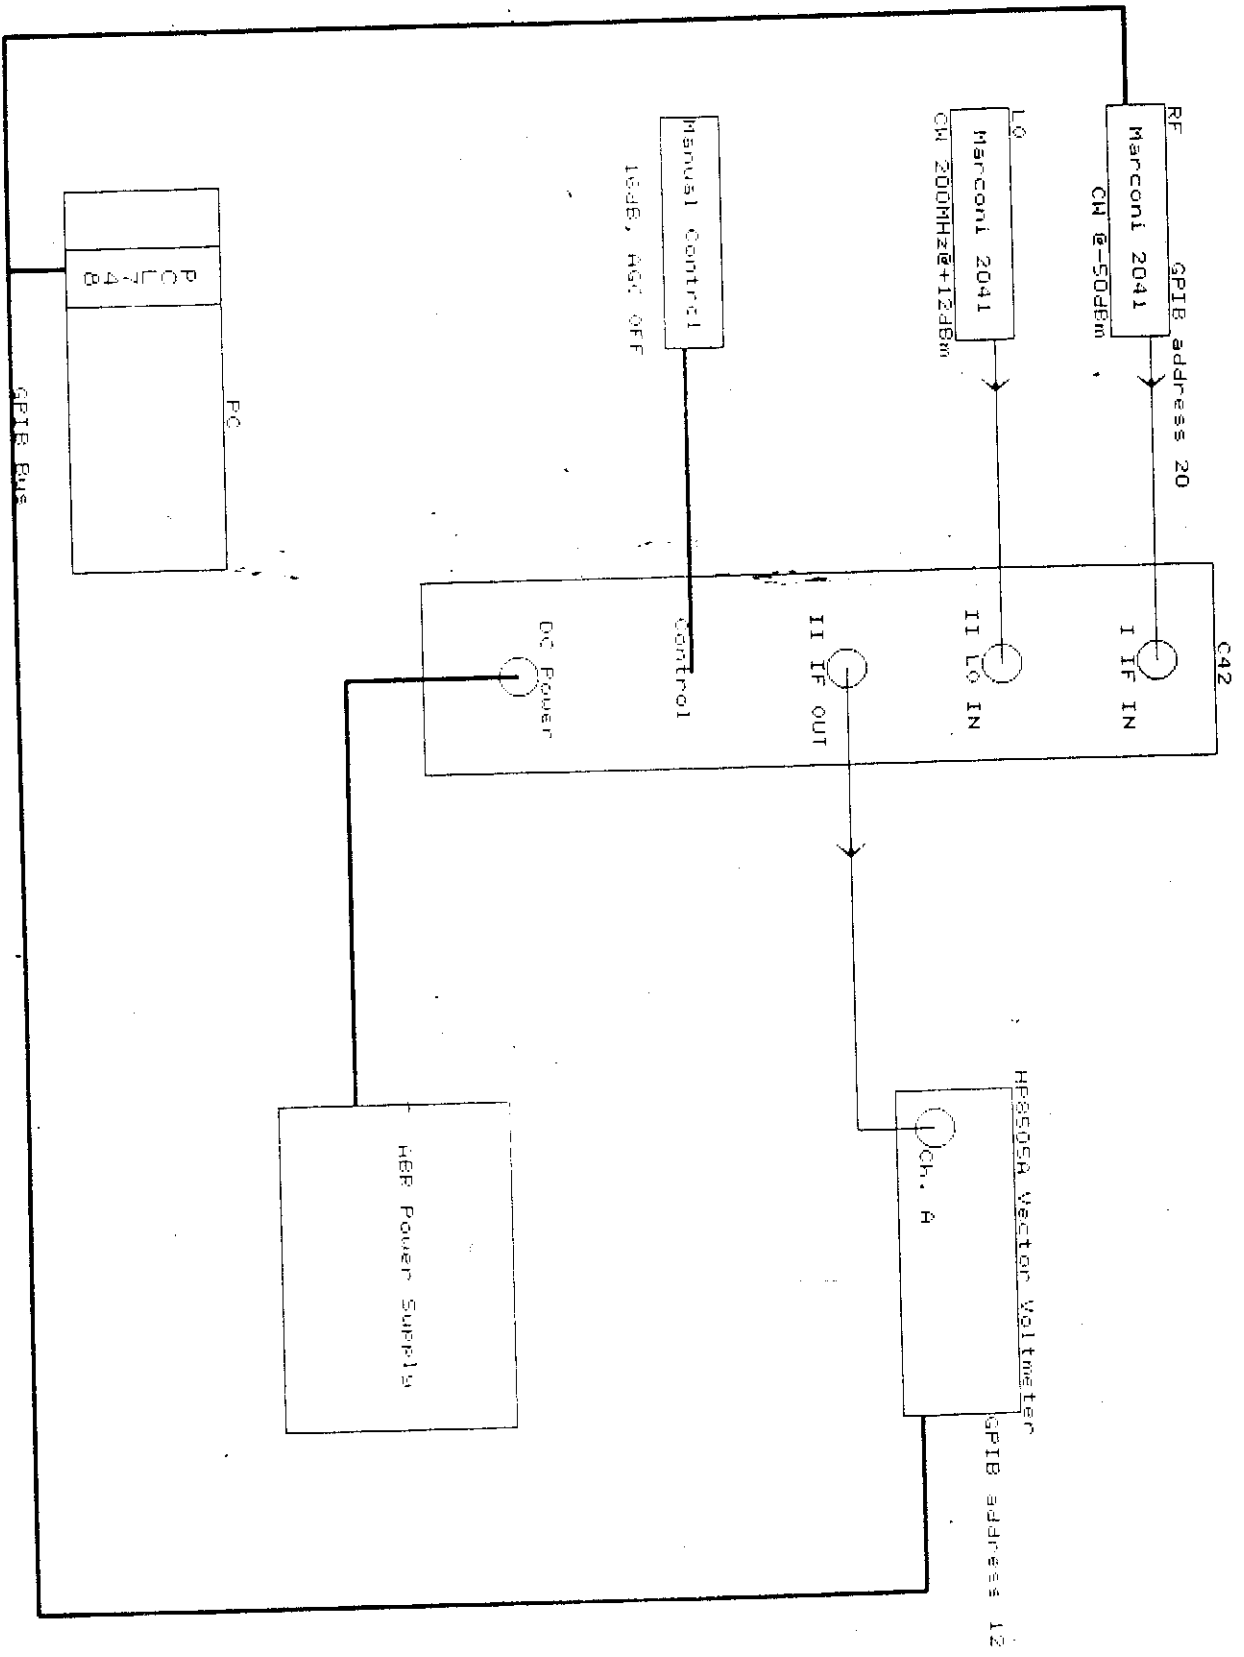 RF
GPIB address 20
Marconi 2041
CW @-50dBm
LO
Marconi 2041
CW 200MHz@+12dBm
Manual Control
16dB, AGC OFF
PC
GPIB Bus
C42
I IF IN
II LO IN
II IF OUT
Control
DC Power
HP8505A Vector Voltmeter
GPIB address 12
Ch. A
Power Supply